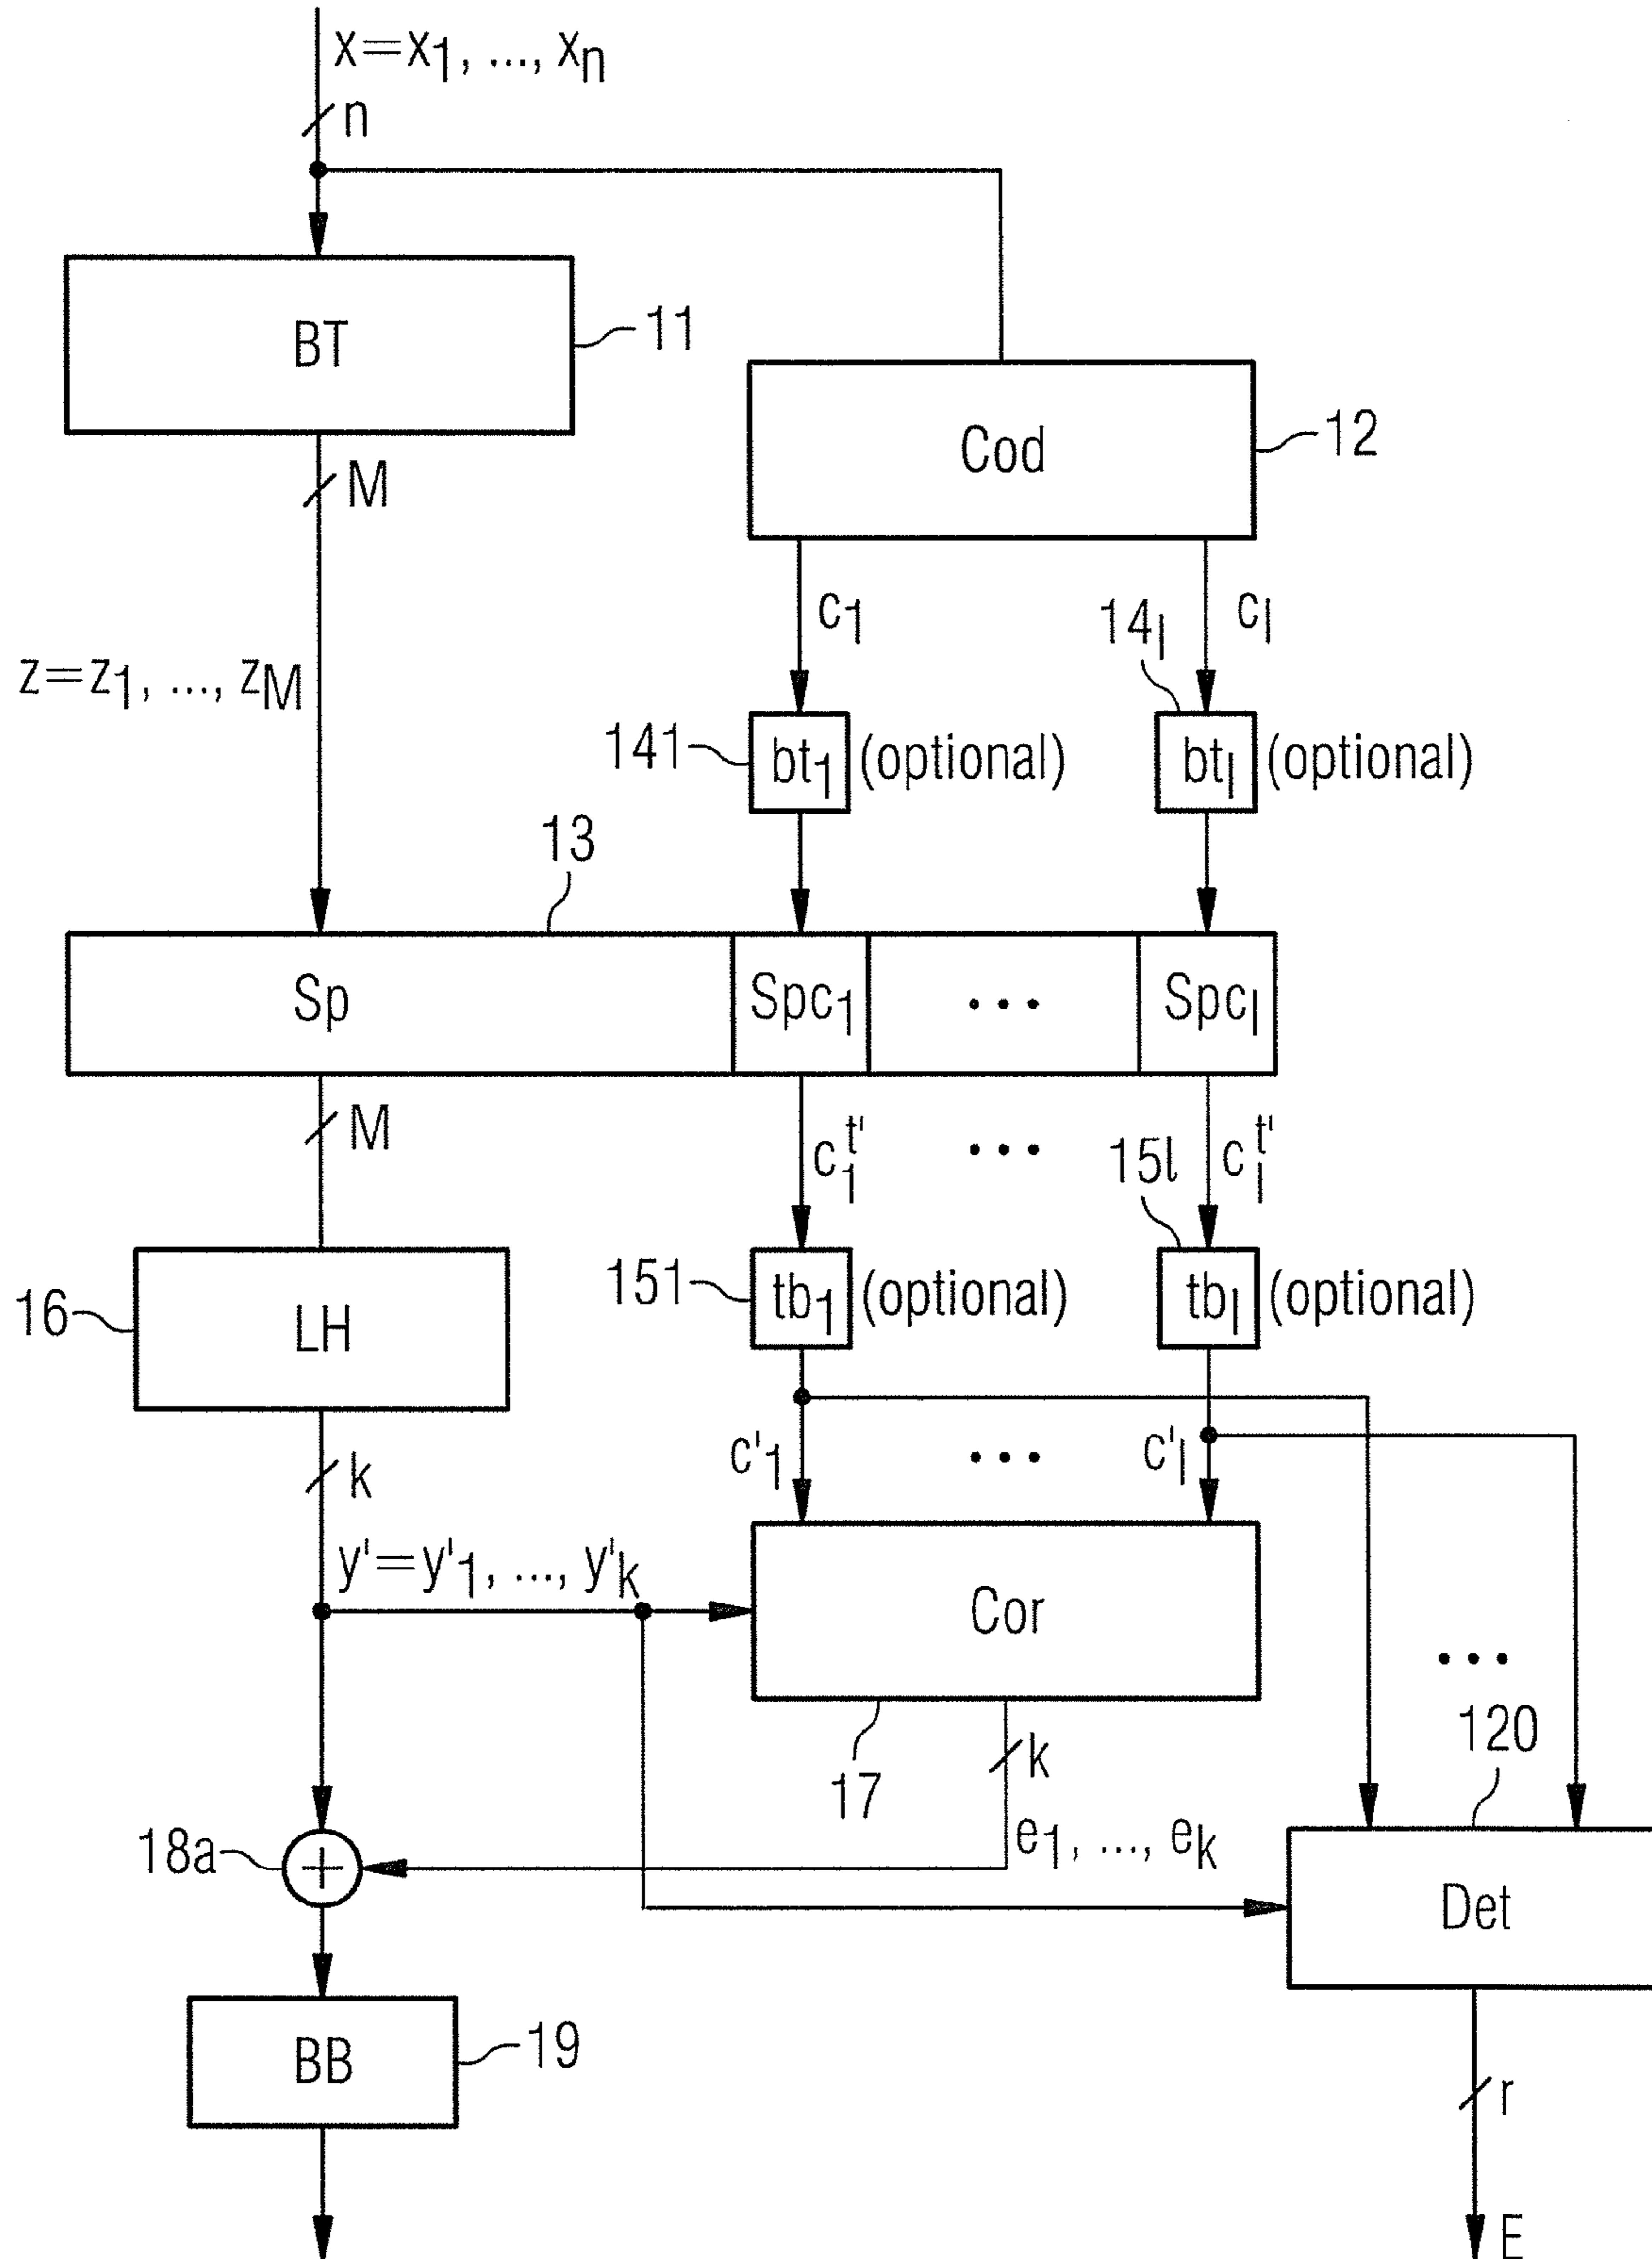 x=x1, ..., xn
n
BT
11
Cod
12
M
c1
14l
cl
z=z1, ..., zM
141
bt1 (optional)
btl (optional)
13
Sp
Spc1
...
Spcl
M
c1t'
...
15l
clt'
151
tb1 (optional)
tbl (optional)
16
LH
k
c'1
...
c'l
y'=y'1, ..., y'k
Cor
...
120
17
k
18a
+
e1, ..., ek
Det
BB
19
r
E